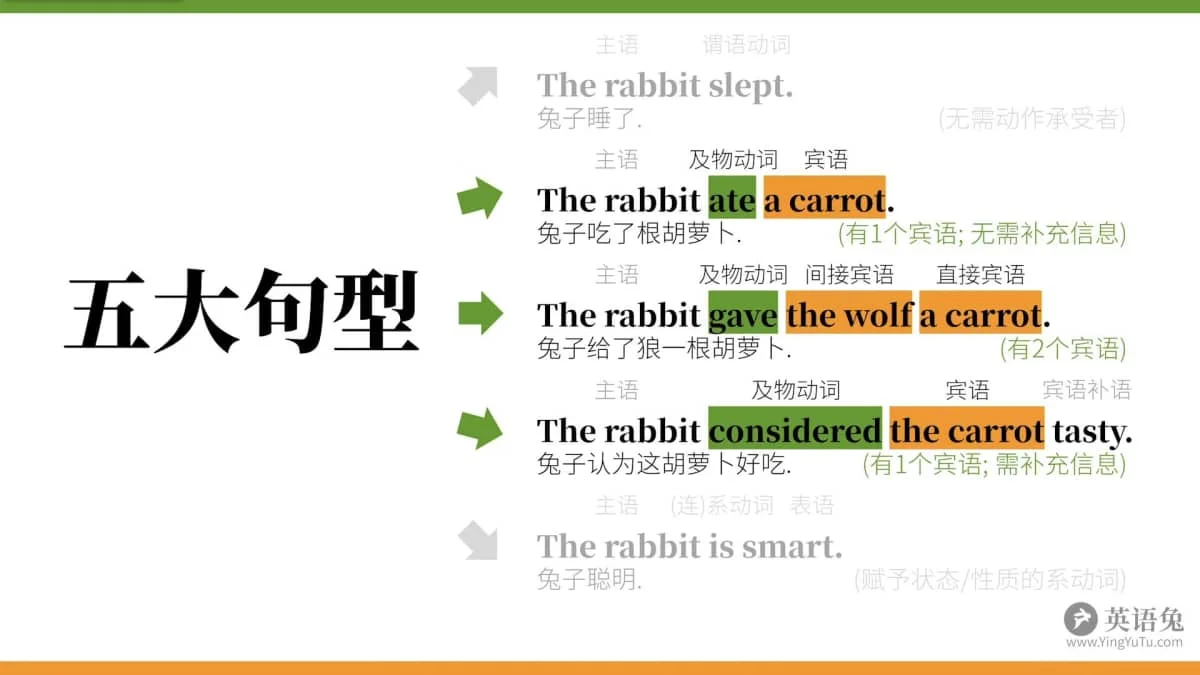 五大句型
主语 谓语动词
The rabbit slept.
兔子睡了. (无需动作承受者)
主语 及物动词 宾语
The rabbit ate a carrot.
兔子吃了根胡萝卜. (有1个宾语; 无需补充信息)
主语 及物动词 间接宾语 直接宾语
The rabbit gave the wolf a carrot.
兔子给了狼一根胡萝卜. (有2个宾语)
主语 及物动词 宾语 宾语补语
The rabbit considered the carrot tasty.
兔子认为这胡萝卜好吃. (有1个宾语; 需补充信息)
主语 (连)系动词 表语
The rabbit is smart.
兔子聪明. (赋予状态/性质的系动词)
英语兔
www.YingYuTu.com